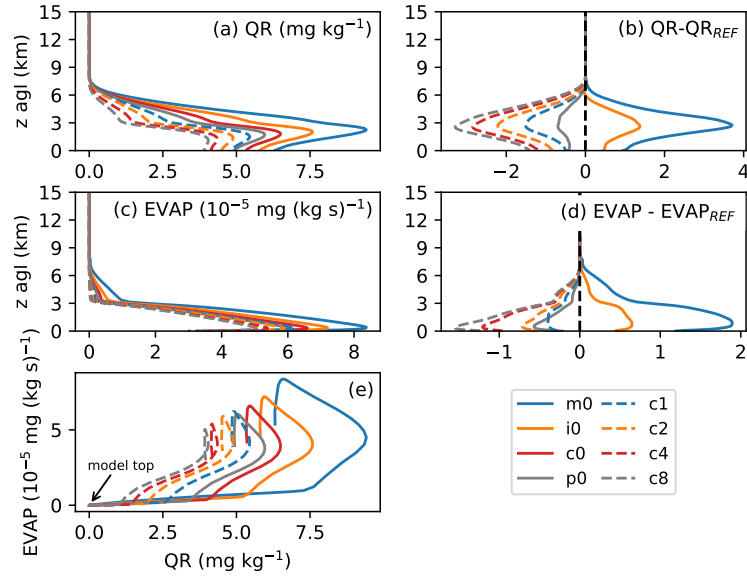 (a) QR (mg kg⁻¹)
z agl (km)
15
12
9
6
3
0
0.0 2.5 5.0 7.5
(b) QR-QR_REF
15
12
9
6
3
0
−2 0 2 4
(c) EVAP (10⁻⁵ mg (kg s)⁻¹)
z agl (km)
15
12
9
6
3
0
0 2 4 6 8
(d) EVAP - EVAP_REF
15
12
9
6
3
0
−1 0 1 2
(e)
EVAP (10⁻⁵ mg (kg s)⁻¹)
5
0
model top
0.0 2.5 5.0 7.5
QR (mg kg⁻¹)
m0 c1
i0 c2
c0 c4
p0 c8